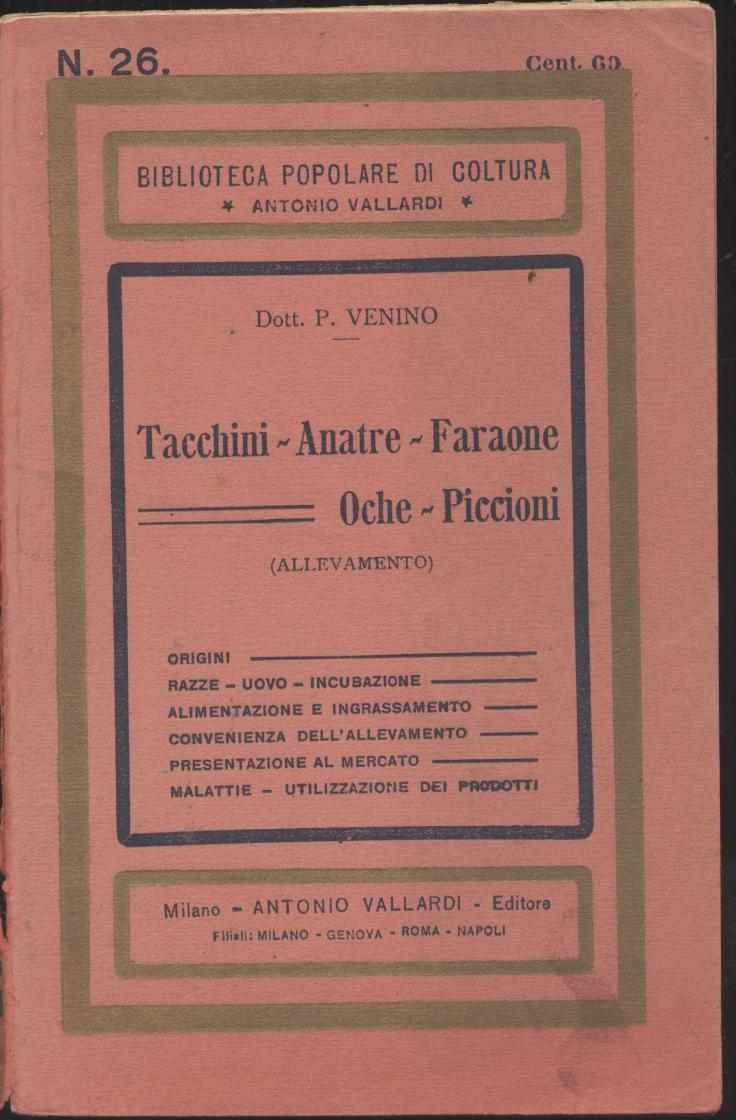 N. 26.
Cent. 60
BIBLIOTECA POPOLARE DI COLTURA
* ANTONIO VALLARDI *
Dott. P. VENINO
Tacchini ~ Anatre ~ Faraone
Oche ~ Piccioni
(ALLEVAMENTO)
ORIGINI
RAZZE – UOVO – INCUBAZIONE
ALIMENTAZIONE E INGRASSAMENTO
CONVENIENZA DELL'ALLEVAMENTO
PRESENTAZIONE AL MERCATO
MALATTIE – UTILIZZAZIONE DEI PRODOTTI
Milano – ANTONIO VALLARDI - Editore
Filiali: MILANO - GENOVA - ROMA - NAPOLI